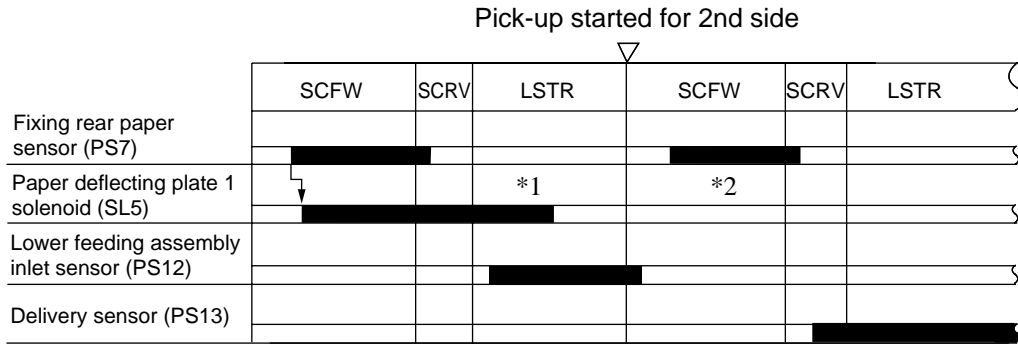 Pick-up started for 2nd side
SCFW SCRV LSTR SCFW SCRV LSTR
Fixing rear paper
sensor (PS7)
Paper deflecting plate 1
solenoid (SL5)
*1 *2
Lower feeding assembly
inlet sensor (PS12)
Delivery sensor (PS13)